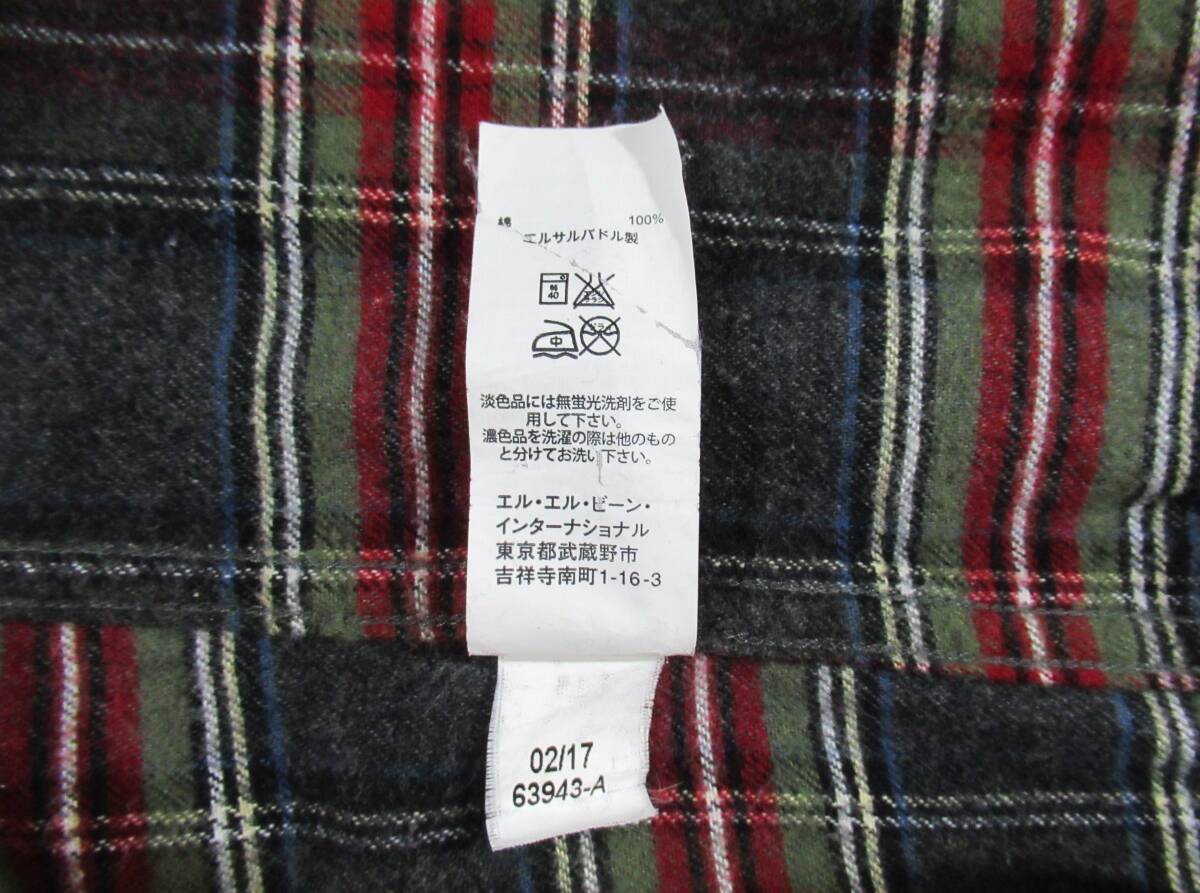 綿 100%
エルサルバドル製
弱
40
中
淡色品には無蛍光洗剤をご使
用して下さい。
濃色品を洗濯の際は他のもの
と分けてお洗い下さい。
エル・エル・ビーン・
インターナショナル
東京都武蔵野市
吉祥寺南町1-16-3
02/17
63943-A